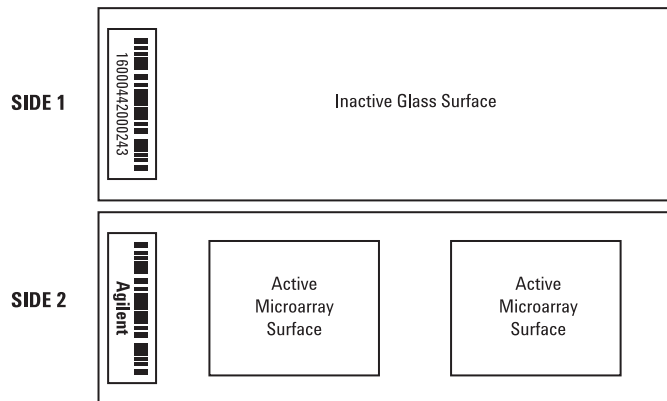 SIDE 1
16000442000243
Inactive Glass Surface
SIDE 2
Agilent
Active
Microarray
Surface
Active
Microarray
Surface